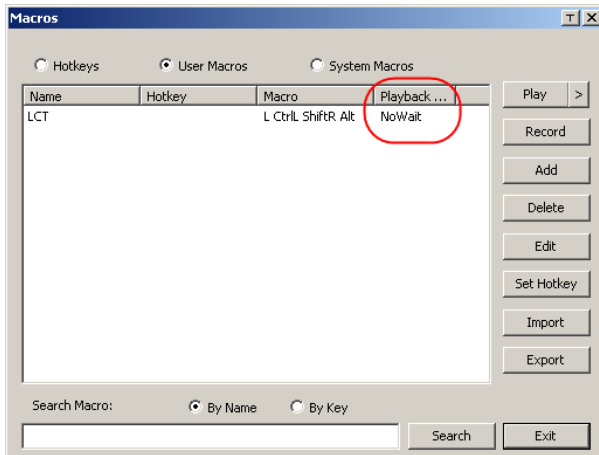 Macros
Hotkeys User Macros System Macros
Name Hotkey Macro Playback ...
LCT L CtrlL ShiftR Alt NoWait
Play >
Record
Add
Delete
Edit
Set Hotkey
Import
Export
Search Macro: By Name By Key
Search Exit